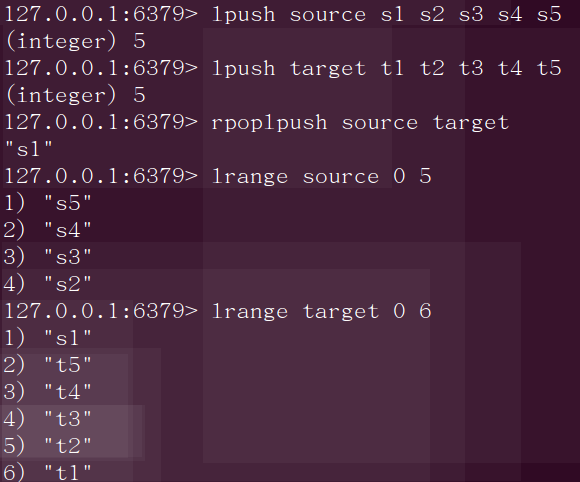 127.0.0.1:6379> lpush source s1 s2 s3 s4 s5
(integer) 5
127.0.0.1:6379> lpush target t1 t2 t3 t4 t5
(integer) 5
127.0.0.1:6379> rpoplpush source target
"s1"
127.0.0.1:6379> lrange source 0 5
1) "s5"
2) "s4"
3) "s3"
4) "s2"
127.0.0.1:6379> lrange target 0 6
1) "s1"
2) "t5"
3) "t4"
4) "t3"
5) "t2"
6) "t1"